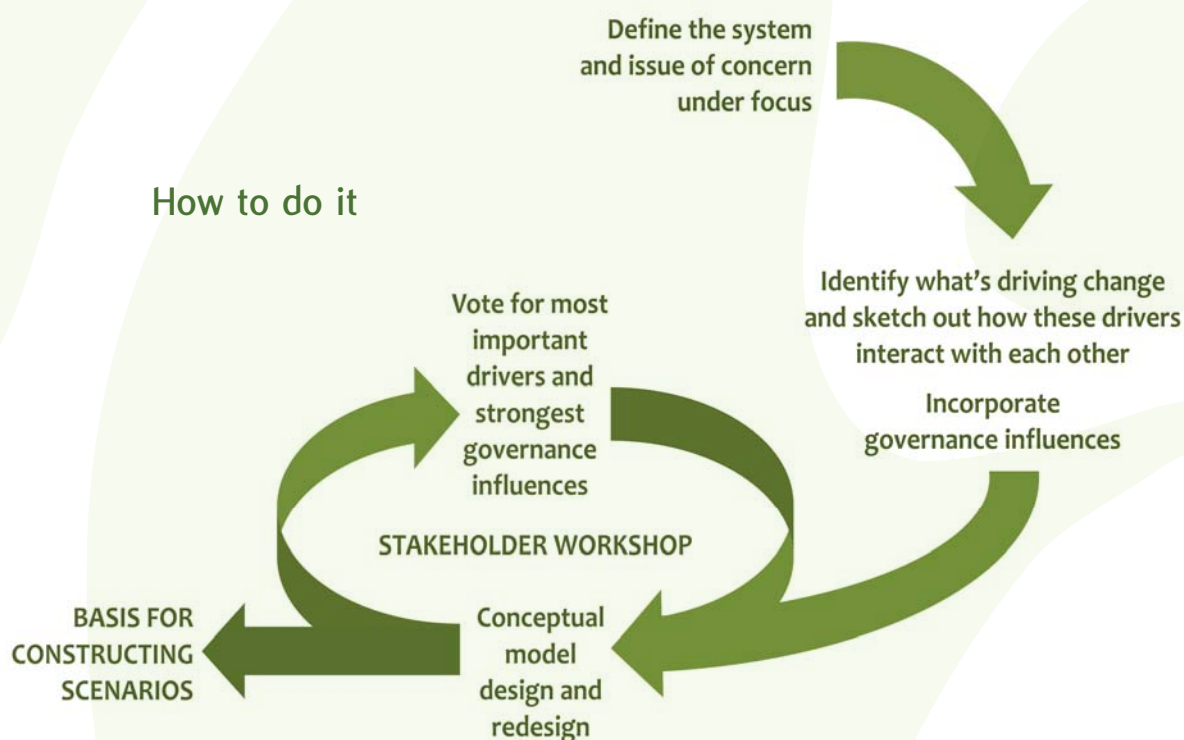 Define the system
and issue of concern
under focus
How to do it
Identify what's driving change
and sketch out how these drivers
interact with each other
Incorporate
governance influences
Vote for most
important
drivers and
strongest
governance
influences
STAKEHOLDER WORKSHOP
Conceptual
model
design and
redesign
BASIS FOR
CONSTRUCTING
SCENARIOS